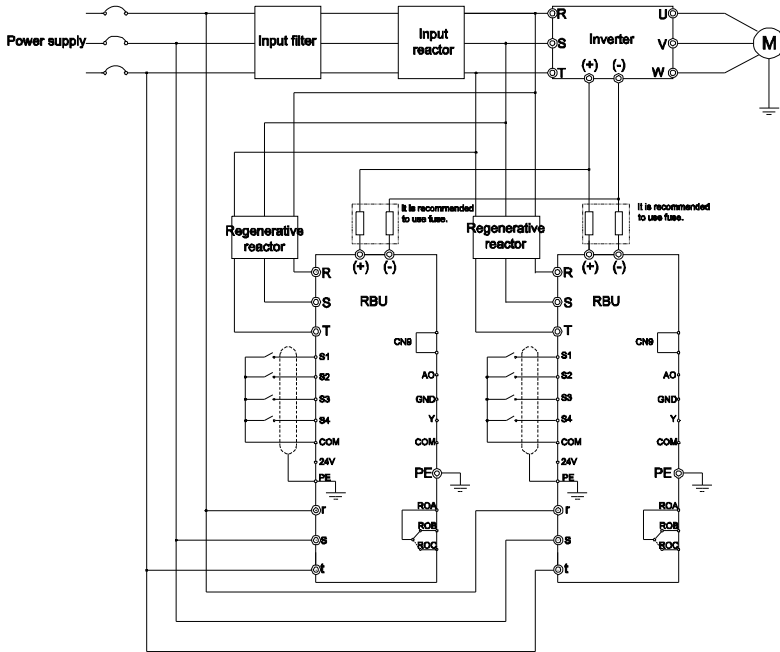 Power supply
Input filter
Input
reactor
R
S
T
Inverter
(+)
(-)
U
V
W
M
It is recommended
to use fuse.
It is recommended
to use fuse.
Regenerative
reactor
Regenerative
reactor
(+)
(-)
R
S
T
RBU
CN9
S1
S2
S3
S4
COM
24V
PE
AO
GND
Y
COM
PE
ROA
ROB
ROC
r
s
t
(+)
(-)
R
S
T
RBU
CN9
S1
S2
S3
S4
COM
24V
PE
AO
GND
Y
COM
PE
ROA
ROB
ROC
r
s
t